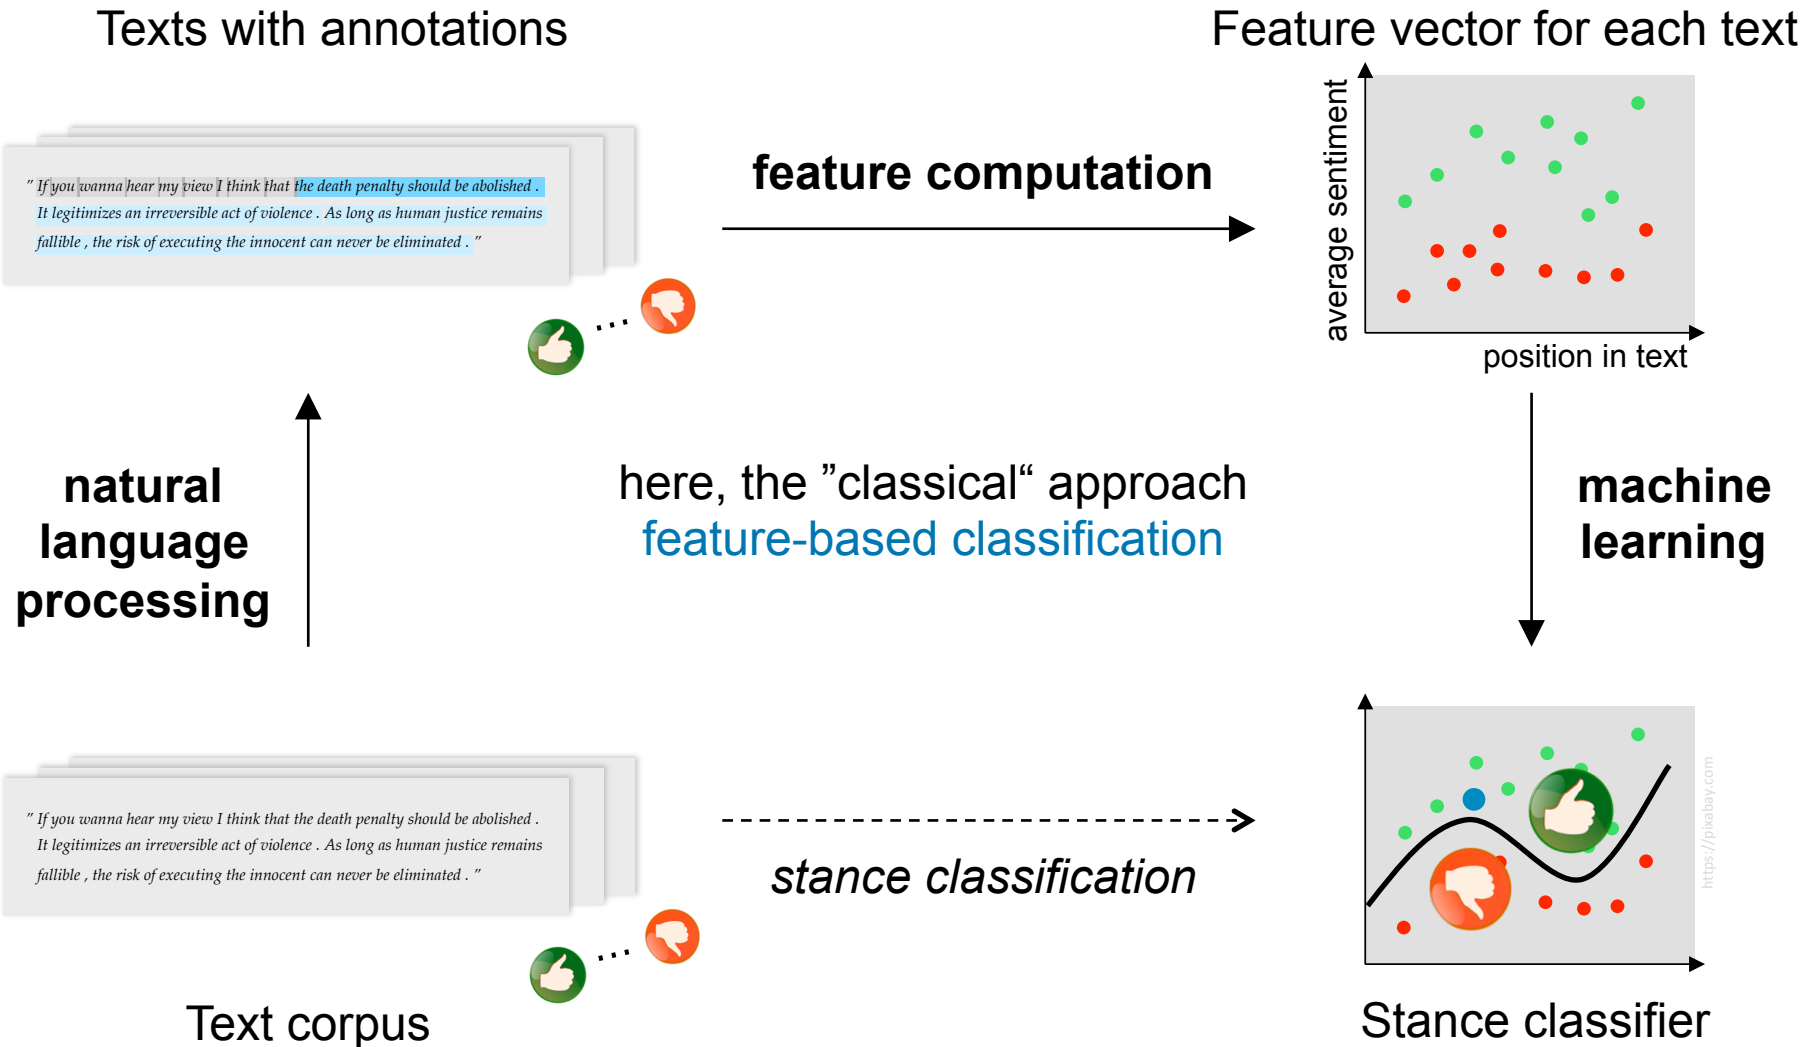 Texts with annotations
Feature vector for each text
" If you wanna hear my view I think that the death penalty should be abolished .
It legitimizes an irreversible act of violence . As long as human justice remains
fallible , the risk of executing the innocent can never be eliminated . "
...
feature computation
average sentiment
position in text
natural
language
processing
here, the ”classical“ approach
feature-based classification
machine
learning
" If you wanna hear my view I think that the death penalty should be abolished .
It legitimizes an irreversible act of violence . As long as human justice remains
fallible , the risk of executing the innocent can never be eliminated . "
...
stance classification
https://pixabay.com
Text corpus
Stance classifier